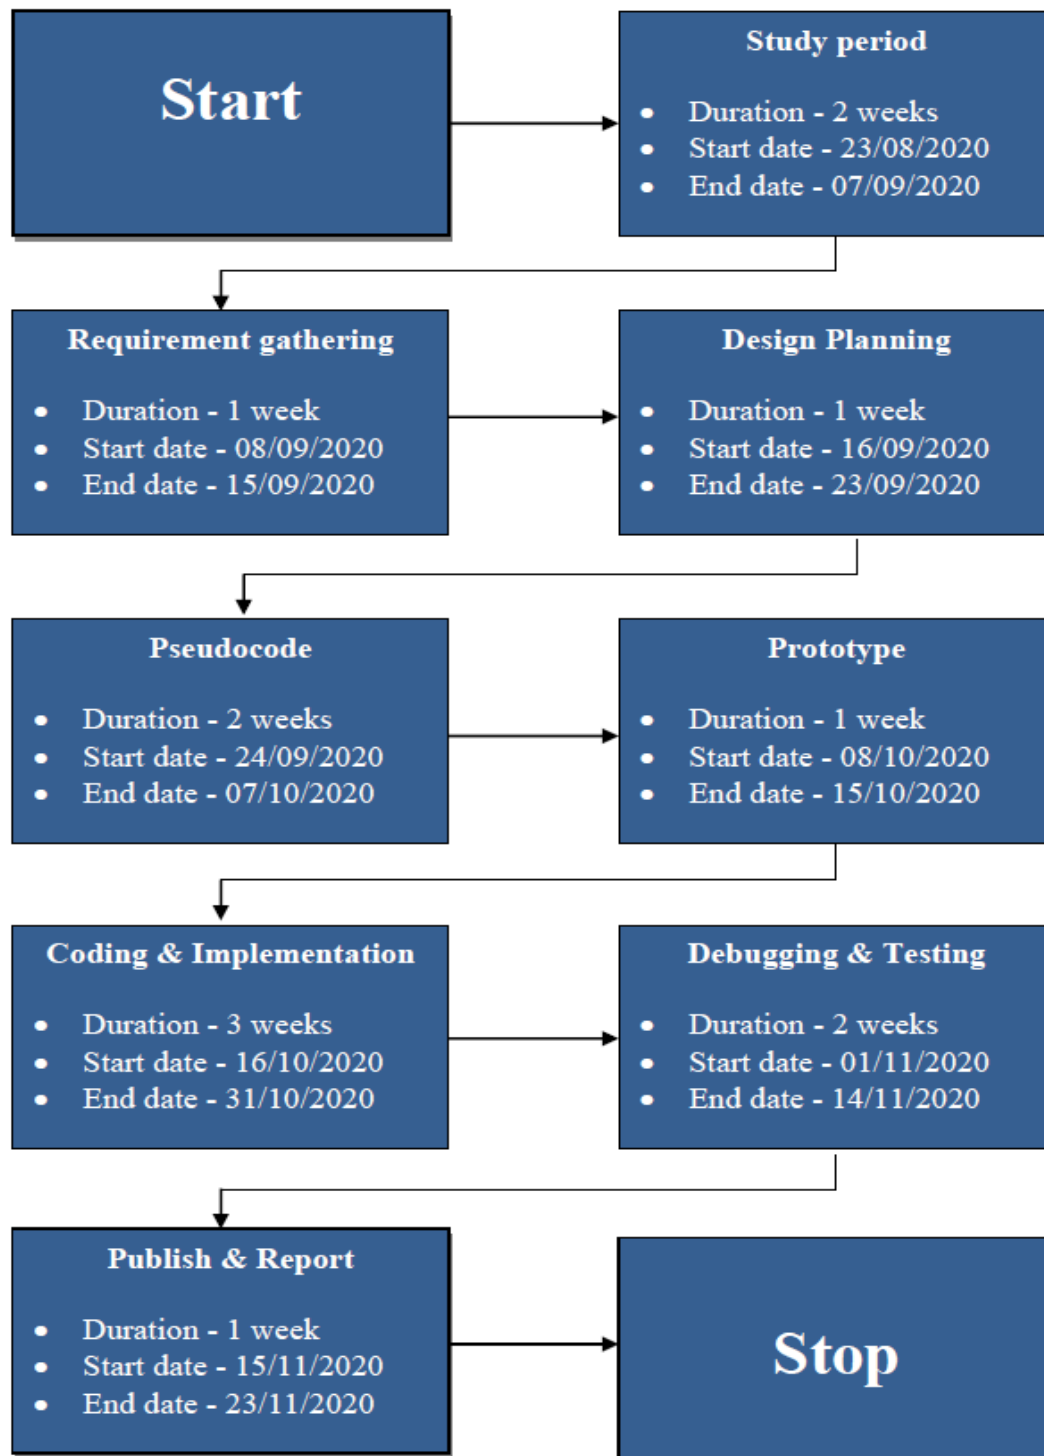 Start
Study period
• Duration - 2 weeks
• Start date - 23/08/2020
• End date - 07/09/2020
Requirement gathering
• Duration - 1 week
• Start date - 08/09/2020
• End date - 15/09/2020
Design Planning
• Duration - 1 week
• Start date - 16/09/2020
• End date - 23/09/2020
Pseudocode
• Duration - 2 weeks
• Start date - 24/09/2020
• End date - 07/10/2020
Prototype
• Duration - 1 week
• Start date - 08/10/2020
• End date - 15/10/2020
Coding & Implementation
• Duration - 3 weeks
• Start date - 16/10/2020
• End date - 31/10/2020
Debugging & Testing
• Duration - 2 weeks
• Start date - 01/11/2020
• End date - 14/11/2020
Publish & Report
• Duration - 1 week
• Start date - 15/11/2020
• End date - 23/11/2020
Stop